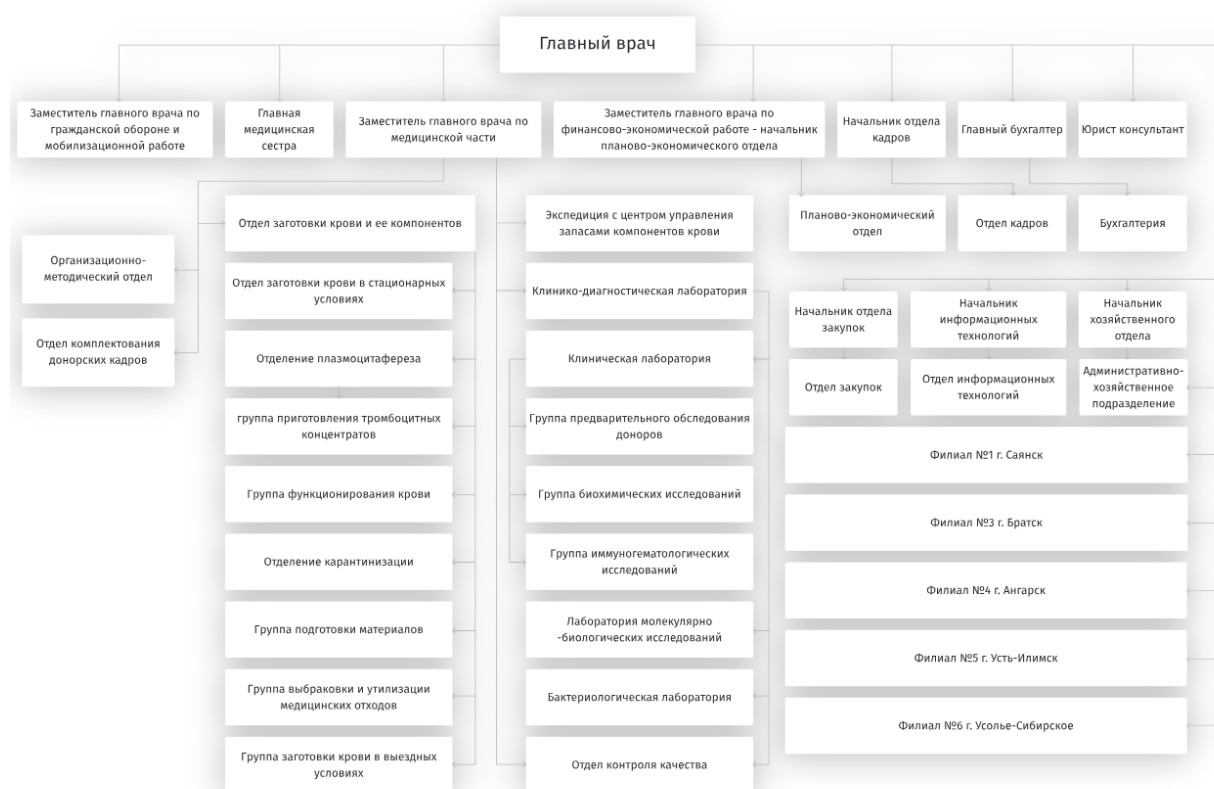 Главный врач
Заместитель главного врача по
гражданской обороне и
мобилизационной работе
Главная
медицинская
сестра
Заместитель главного врача по
медицинской части
Заместитель главного врача по
финансово-экономической работе - начальник
планово-экономического отдела
Начальник отдела
кадров
Главный бухгалтер
Юрист консультант
Организационно-
методический отдел
Отдел комплектования
донорских кадров
Отдел заготовки крови и ее компонентов
Отдел заготовки крови в стационарных
условиях
Отделение плазмоцитафереза
группа приготовления тромбоцитных
концентратов
Группа функционирования крови
Отделение карантинизации
Группа подготовки материалов
Группа выбраковки и утилизации
медицинских отходов
Группа заготовки крови в выездных
условиях
Экспедиция с центром управления
запасами компонентов крови
Клинико-диагностическая лаборатория
Клиническая лаборатория
Группа предварительного обследования
доноров
Группа биохимических исследований
Группа иммуногематологических
исследований
Лаборатория молекулярно
-биологических исследований
Бактериологическая лаборатория
Отдел контроля качества
Планово-экономический
отдел
Отдел кадров
Бухгалтерия
Начальник отдела
закупок
Начальник
информационных
технологий
Начальник
хозяйственного
отдела
Отдел закупок
Отдел информационных
технологий
Административно-
хозяйственное
подразделение
Филиал №1 г. Саянск
Филиал №3 г. Братск
Филиал №4 г. Ангарск
Филиал №5 г. Усть-Илимск
Филиал №6 г. Усолье-Сибирское